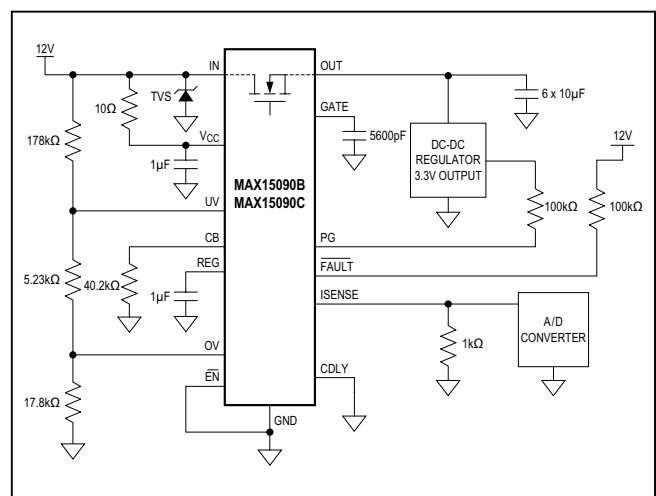 12V
IN
OUT
TVS
10Ω
GATE
6 x 10µF
178kΩ
VCC
5600pF
12V
1µF
DC-DC
REGULATOR
3.3V OUTPUT
MAX15090B
MAX15090C
UV
100kΩ
100kΩ
CB
PG
REG
FAULT
5.23kΩ
40.2kΩ
1µF
ISENSE
A/D
CONVERTER
1kΩ
OV
CDLY
EN
17.8kΩ
GND